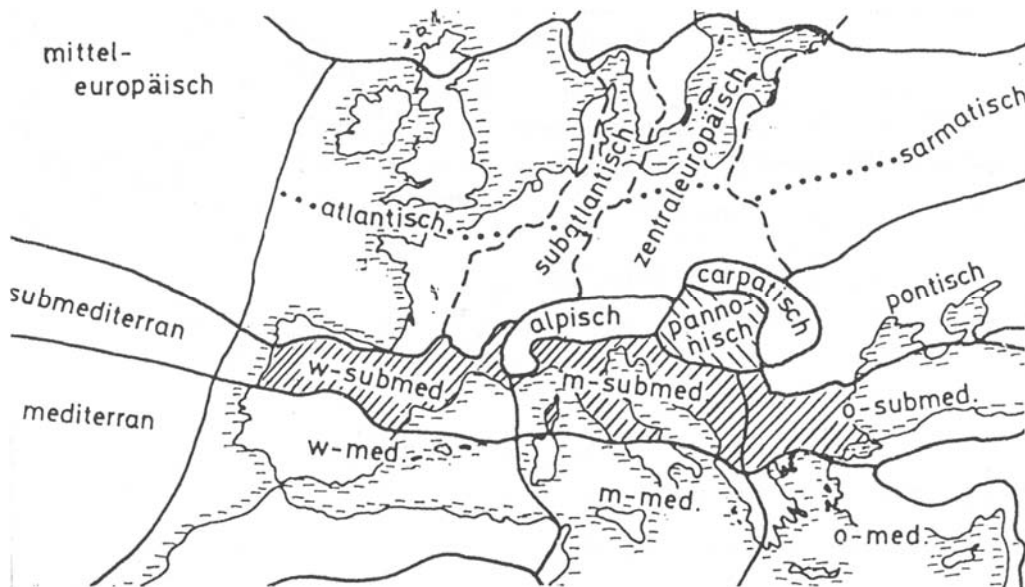 mittel-
europäisch
sarmatisch
atlantisch
subatlantisch
zentraleuropäisch
submediterran
alpisch
carpatisch
panno-
nisch
pontisch
w-submed.
m-submed.
o-submed.
mediterran
w-med.
m-med.
o-med.